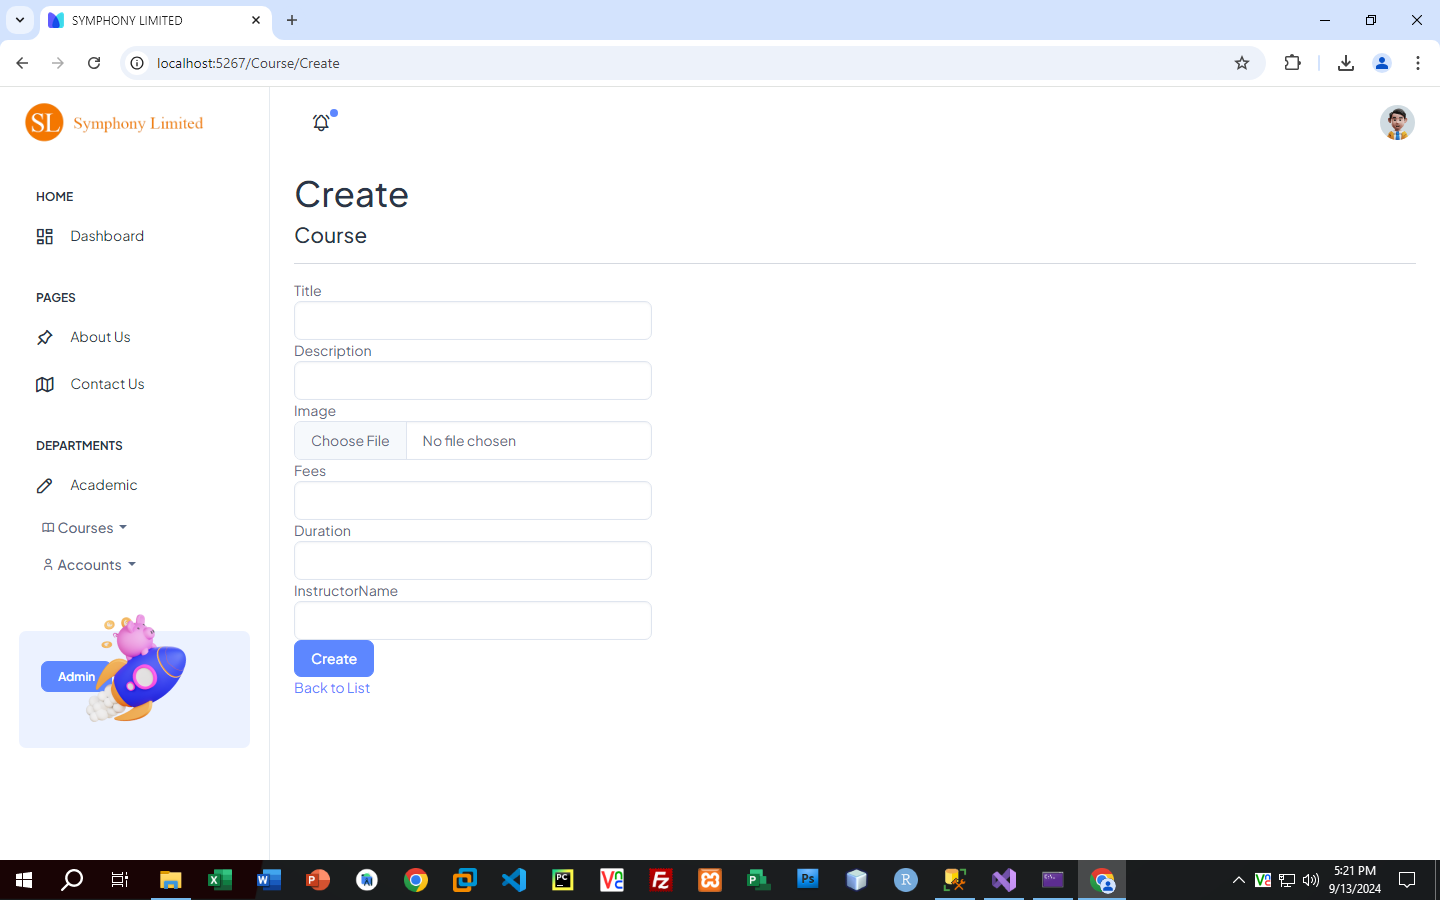 SYMPHONY LIMITED
localhost:5267/Course/Create
SL Symphony Limited
HOME
Dashboard
PAGES
About Us
Contact Us
DEPARTMENTS
Academic
Courses
Accounts
Admin
Create
Course
Title
Description
Image
Choose File No file chosen
Fees
Duration
InstructorName
Create
Back to List
5:21 PM
9/13/2024